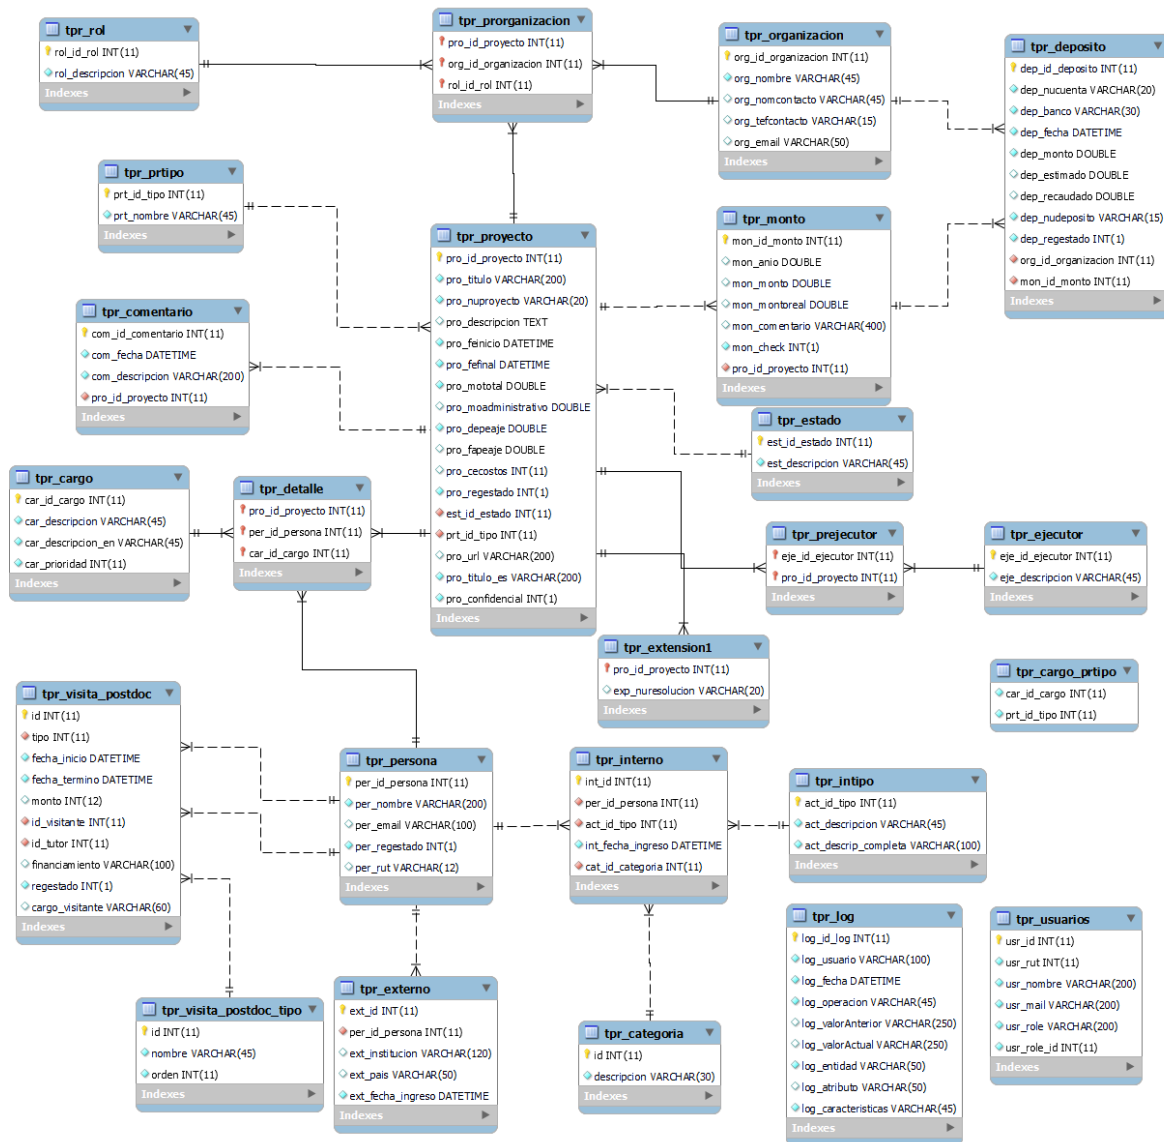 tpr_rol
rol_id_rol INT(11)
rol_descripcion VARCHAR(45)
Indexes
tpr_prorganizacion
pro_id_proyecto INT(11)
org_id_organizacion INT(11)
rol_id_rol INT(11)
Indexes
tpr_organizacion
org_id_organizacion INT(11)
org_nombre VARCHAR(45)
org_nomcontacto VARCHAR(45)
org_tefcontacto VARCHAR(15)
org_email VARCHAR(50)
Indexes
tpr_deposito
dep_id_deposito INT(11)
dep_nucuenta VARCHAR(20)
dep_banco VARCHAR(30)
dep_fecha DATETIME
dep_monto DOUBLE
dep_estimado DOUBLE
dep_recaudado DOUBLE
dep_nudeposito VARCHAR(15)
dep_regestado INT(1)
org_id_organizacion INT(11)
mon_id_monto INT(11)
Indexes
tpr_prtipo
prt_id_tipo INT(11)
prt_nombre VARCHAR(45)
Indexes
tpr_proyecto
pro_id_proyecto INT(11)
pro_titulo VARCHAR(200)
pro_nuproyecto VARCHAR(20)
pro_descripcion TEXT
pro_feinicio DATETIME
pro_fefinal DATETIME
pro_mototal DOUBLE
pro_moadministrativo DOUBLE
pro_depeaje DOUBLE
pro_fapeaje DOUBLE
pro_cecostos INT(11)
pro_regestado INT(1)
est_id_estado INT(11)
prt_id_tipo INT(11)
pro_url VARCHAR(200)
pro_titulo_es VARCHAR(200)
pro_confidencial INT(1)
Indexes
tpr_monto
mon_id_monto INT(11)
mon_anio DOUBLE
mon_monto DOUBLE
mon_montoreal DOUBLE
mon_comentario VARCHAR(400)
mon_check INT(1)
pro_id_proyecto INT(11)
Indexes
tpr_comentario
com_id_comentario INT(11)
com_fecha DATETIME
com_descripcion VARCHAR(200)
pro_id_proyecto INT(11)
Indexes
tpr_estado
est_id_estado INT(11)
est_descripcion VARCHAR(45)
Indexes
tpr_cargo
car_id_cargo INT(11)
car_descripcion VARCHAR(45)
car_descripcion_en VARCHAR(45)
car_prioridad INT(11)
Indexes
tpr_detalle
pro_id_proyecto INT(11)
per_id_persona INT(11)
car_id_cargo INT(11)
Indexes
tpr_prejecutor
eje_id_ejecutor INT(11)
pro_id_proyecto INT(11)
Indexes
tpr_ejecutor
eje_id_ejecutor INT(11)
eje_descripcion VARCHAR(45)
Indexes
tpr_extension1
pro_id_proyecto INT(11)
exp_nuresolucion VARCHAR(20)
Indexes
tpr_cargo_prtipo
car_id_cargo INT(11)
prt_id_tipo INT(11)
tpr_visita_postdoc
id INT(11)
tipo INT(11)
fecha_inicio DATETIME
fecha_termino DATETIME
monto INT(12)
id_visitante INT(11)
id_tutor INT(11)
financiamiento VARCHAR(100)
regestado INT(1)
cargo_visitante VARCHAR(60)
Indexes
tpr_persona
per_id_persona INT(11)
per_nombre VARCHAR(200)
per_email VARCHAR(100)
per_regestado INT(1)
per_rut VARCHAR(12)
Indexes
tpr_interno
int_id INT(11)
per_id_persona INT(11)
act_id_tipo INT(11)
int_fecha_ingreso DATETIME
cat_id_categoria INT(11)
Indexes
tpr_intipo
act_id_tipo INT(11)
act_descripcion VARCHAR(45)
act_descrip_completa VARCHAR(100)
Indexes
tpr_log
log_id_log INT(11)
log_usuario VARCHAR(100)
log_fecha DATETIME
log_operacion VARCHAR(45)
log_valorAnterior VARCHAR(250)
log_valorActual VARCHAR(250)
log_entidad VARCHAR(50)
log_atributo VARCHAR(50)
log_caracteristicas VARCHAR(45)
Indexes
tpr_usuarios
usr_id INT(11)
usr_rut INT(11)
usr_nombre VARCHAR(200)
usr_mail VARCHAR(200)
usr_role VARCHAR(200)
usr_role_id INT(11)
Indexes
tpr_visita_postdoc_tipo
id INT(11)
nombre VARCHAR(45)
orden INT(11)
Indexes
tpr_externo
ext_id INT(11)
per_id_persona INT(11)
ext_institucion VARCHAR(120)
ext_pais VARCHAR(50)
ext_fecha_ingreso DATETIME
Indexes
tpr_categoria
id INT(11)
descripcion VARCHAR(30)
Indexes